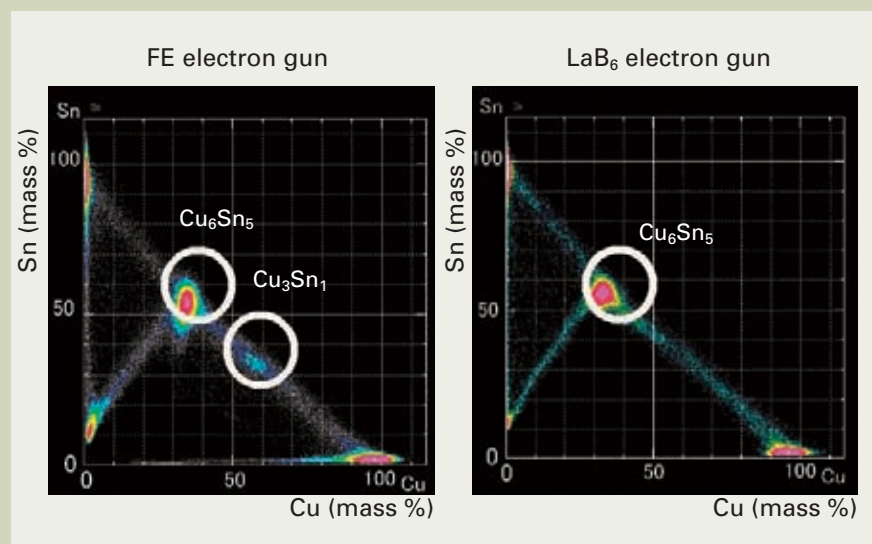 FE electron gun
Sn
Sn (mass %)
100
50
0
Cu₆Sn₅
Cu₃Sn₁
0
50
100
Cu
Cu (mass %)
LaB₆ electron gun
Sn
Sn (mass %)
100
50
0
Cu₆Sn₅
0
50
100
Cu
Cu (mass %)